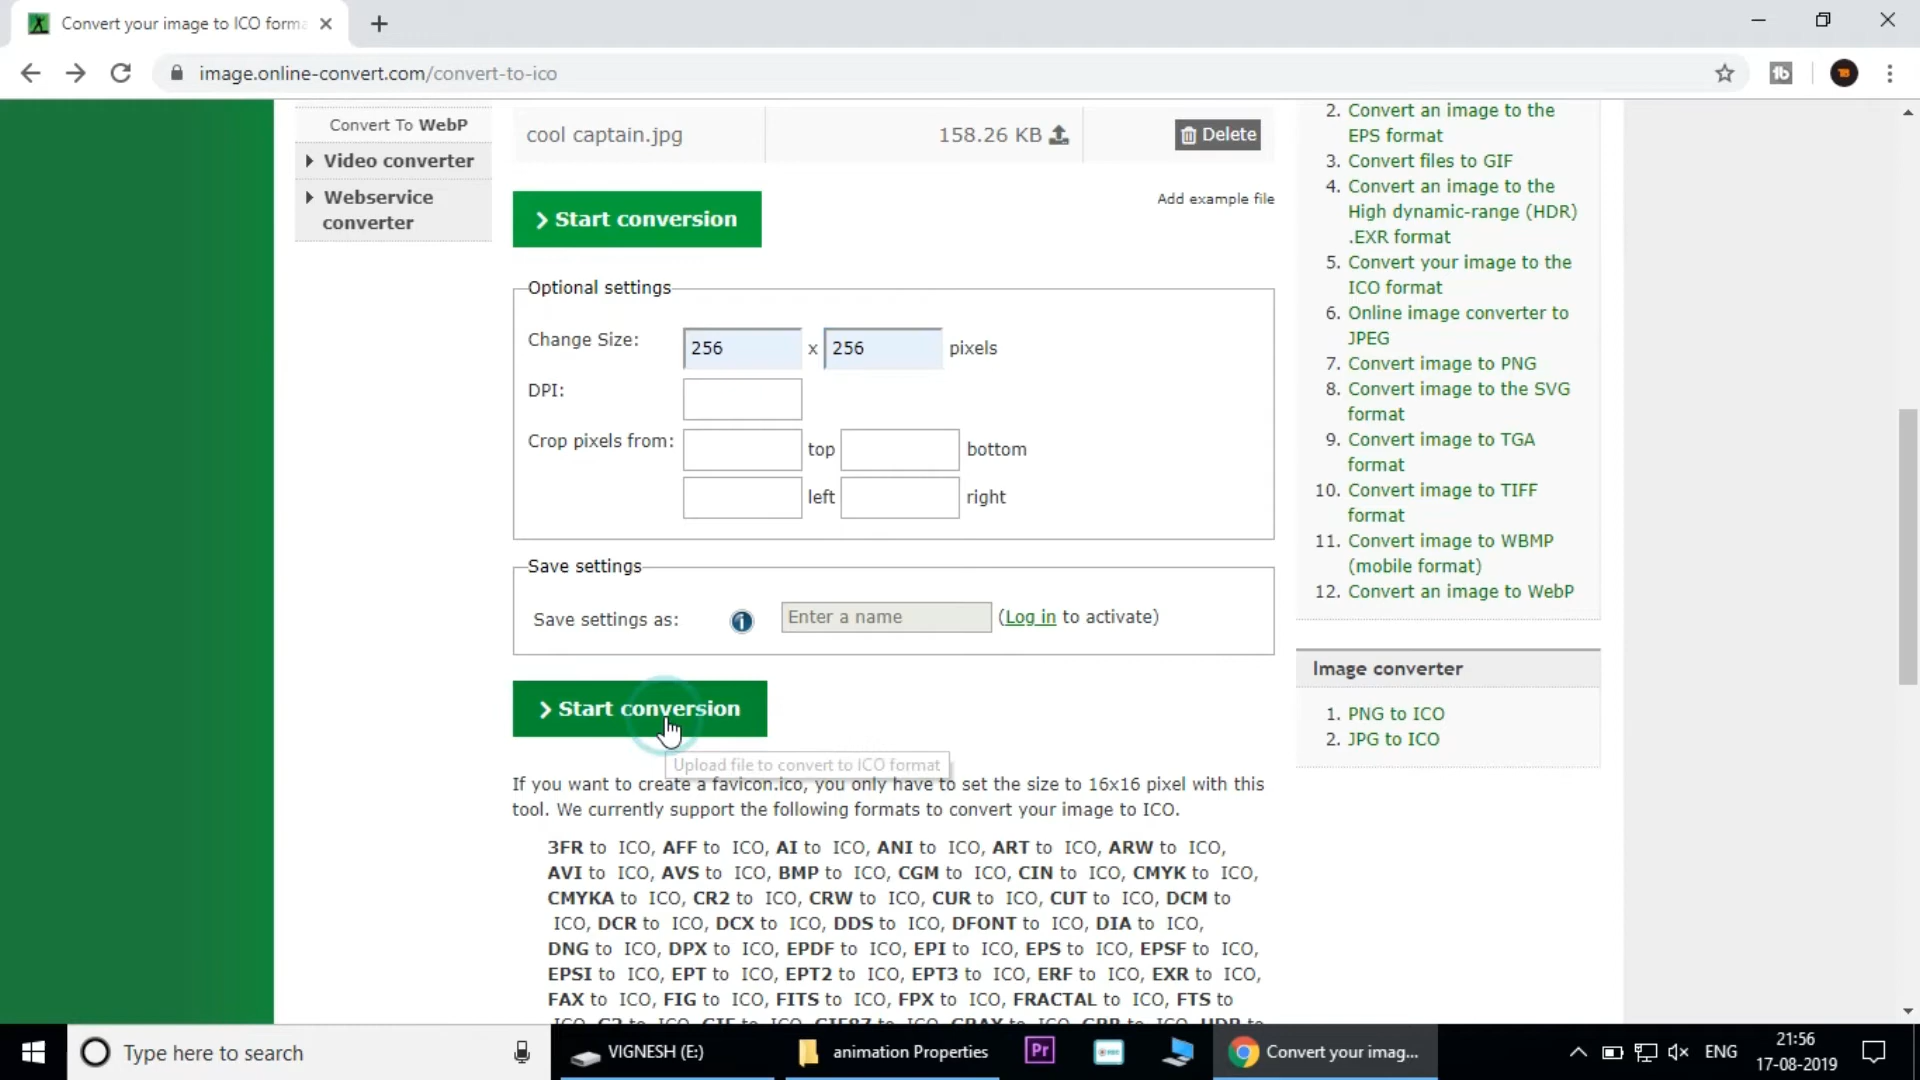 Convert your image to ICO forma
image.online-convert.com/convert-to-ico
Convert To WebP
Video converter
Webservice
converter
cool captain.jpg
158.26 KB
Delete
Start conversion
Add example file
Optional settings
Change Size:
256
x
256
pixels
DPI:
Crop pixels from:
top
bottom
left
right
Save settings
Save settings as:
Enter a name
(Log in to activate)
Start conversion
Upload file to convert to ICO format
If you want to create a favicon.ico, you only have to set the size to 16x16 pixel with this
tool. We currently support the following formats to convert your image to ICO.
3FR to ICO, AFF to ICO, AI to ICO, ANI to ICO, ART to ICO, ARW to ICO,
AVI to ICO, AVS to ICO, BMP to ICO, CGM to ICO, CIN to ICO, CMYK to ICO,
CMYKA to ICO, CR2 to ICO, CRW to ICO, CUR to ICO, CUT to ICO, DCM to
ICO, DCR to ICO, DCX to ICO, DDS to ICO, DFONT to ICO, DIA to ICO,
DNG to ICO, DPX to ICO, EPDF to ICO, EPI to ICO, EPS to ICO, EPSF to ICO,
EPSI to ICO, EPT to ICO, EPT2 to ICO, EPT3 to ICO, ERF to ICO, EXR to ICO,
FAX to ICO, FIG to ICO, FITS to ICO, FPX to ICO, FRACTAL to ICO, FTS to
2. Convert an image to the
EPS format
3. Convert files to GIF
4. Convert an image to the
High dynamic-range (HDR)
.EXR format
5. Convert your image to the
ICO format
6. Online image converter to
JPEG
7. Convert image to PNG
8. Convert image to the SVG
format
9. Convert image to TGA
format
10. Convert image to TIFF
format
11. Convert image to WBMP
(mobile format)
12. Convert an image to WebP
Image converter
1. PNG to ICO
2. JPG to ICO
Type here to search
VIGNESH (E:)
animation Properties
Pr
Convert your imag...
ENG
21:56
17-08-2019